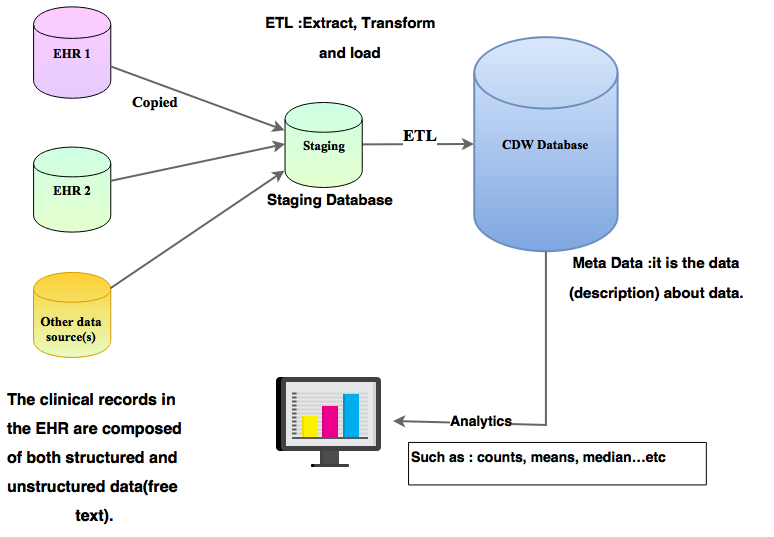 ETL :Extract, Transform
and load
EHR 1
Copied
Staging
ETL
CDW Database
EHR 2
Staging Database
Meta Data :it is the data
(description) about data.
Other data
source(s)
The clinical records in
the EHR are composed
of both structured and
unstructured data(free
text).
Analytics
Such as : counts, means, median...etc